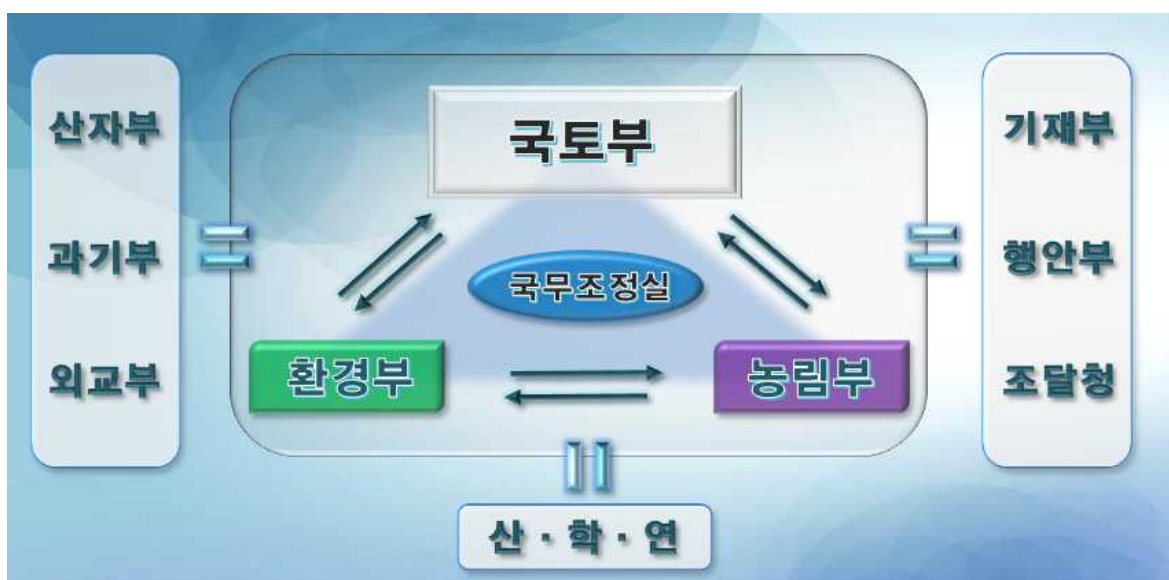 산자부
과기부
외교부
국토부
국무조정실
환경부
농림부
기재부
행안부
조달청
산·학·연